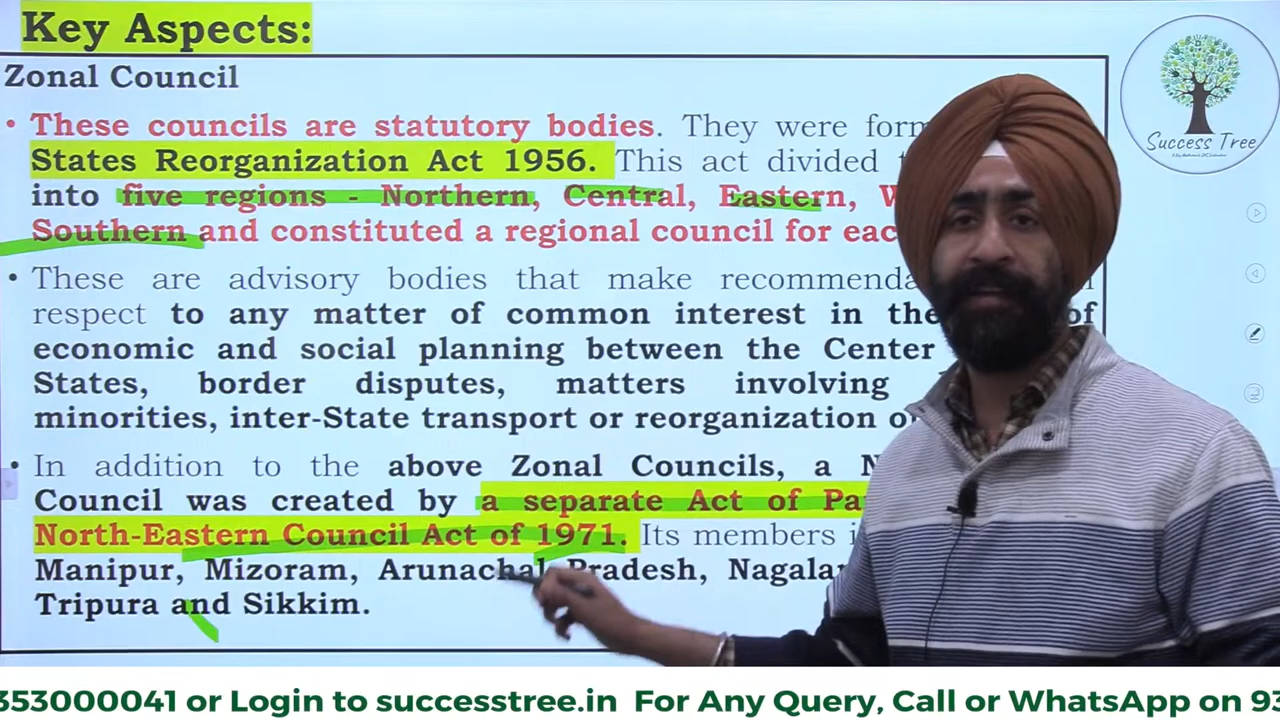 Key Aspects:
Zonal Council
• These councils are statutory bodies. They were
States Reorganization Act 1956. This act divided
into five regions - Northern, Central, Eastern,
Southern and constituted a regional council for
• These are advisory bodies that make
respect to any matter of common interest in the of
economic and social planning between the Center
States, border disputes, matters involving
minorities, inter-State transport or reorganization
• In addition to the above Zonal Councils, a
Council was created by a separate Act of
North-Eastern Council Act of 1971. Its members
Manipur, Mizoram, Arunachal Pradesh,
Tripura and Sikkim.
Success Tree
353000041 or Login to successtree.in For Any Query, Call or WhatsApp on 93